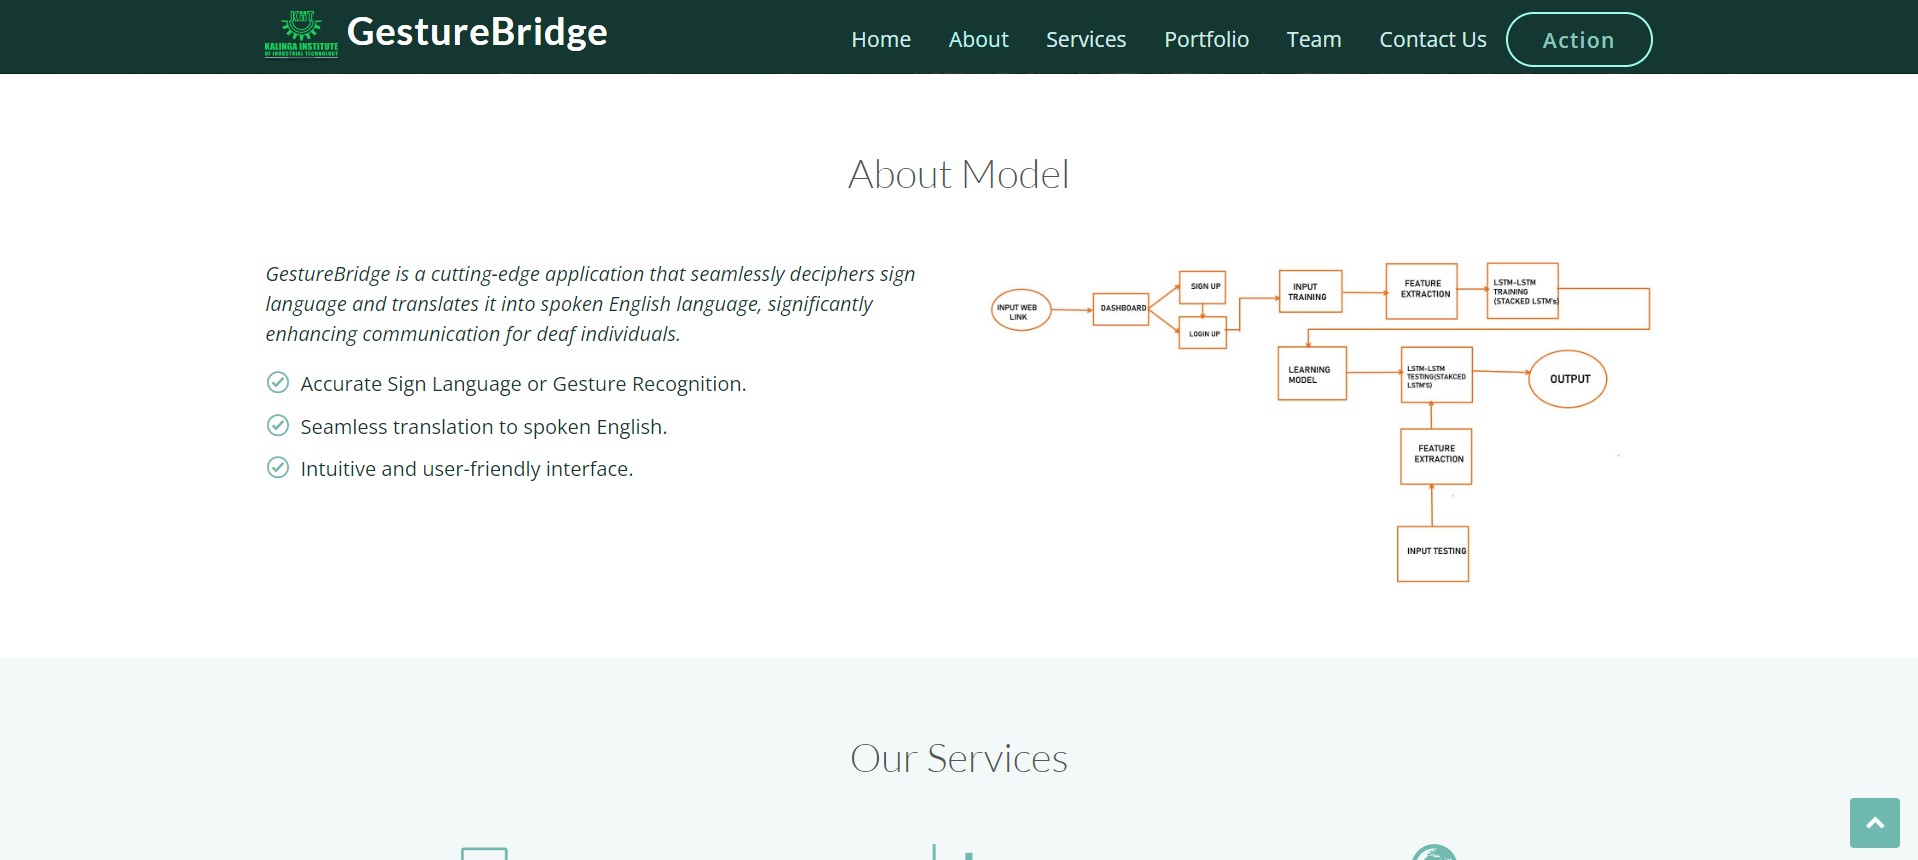 KIIT
KALINGA INSTITUTE
OF INDUSTRIAL TECHNOLOGY
GestureBridge
Home
About
Services
Portfolio
Team
Contact Us
Action
About Model
GestureBridge is a cutting-edge application that seamlessly deciphers sign
language and translates it into spoken English language, significantly
enhancing communication for deaf individuals.
Accurate Sign Language or Gesture Recognition.
Seamless translation to spoken English.
Intuitive and user-friendly interface.
INPUT WEB
LINK
DASHBOARD
SIGN UP
LOGIN UP
INPUT
TRAINING
FEATURE
EXTRACTION
LSTM-LSTM
TRAINING
(STACKED LSTM's)
LEARNING
MODEL
LSTM-LSTM
TESTING(STAKCED
LSTM'S)
OUTPUT
FEATURE
EXTRACTION
INPUT TESTING
Our Services